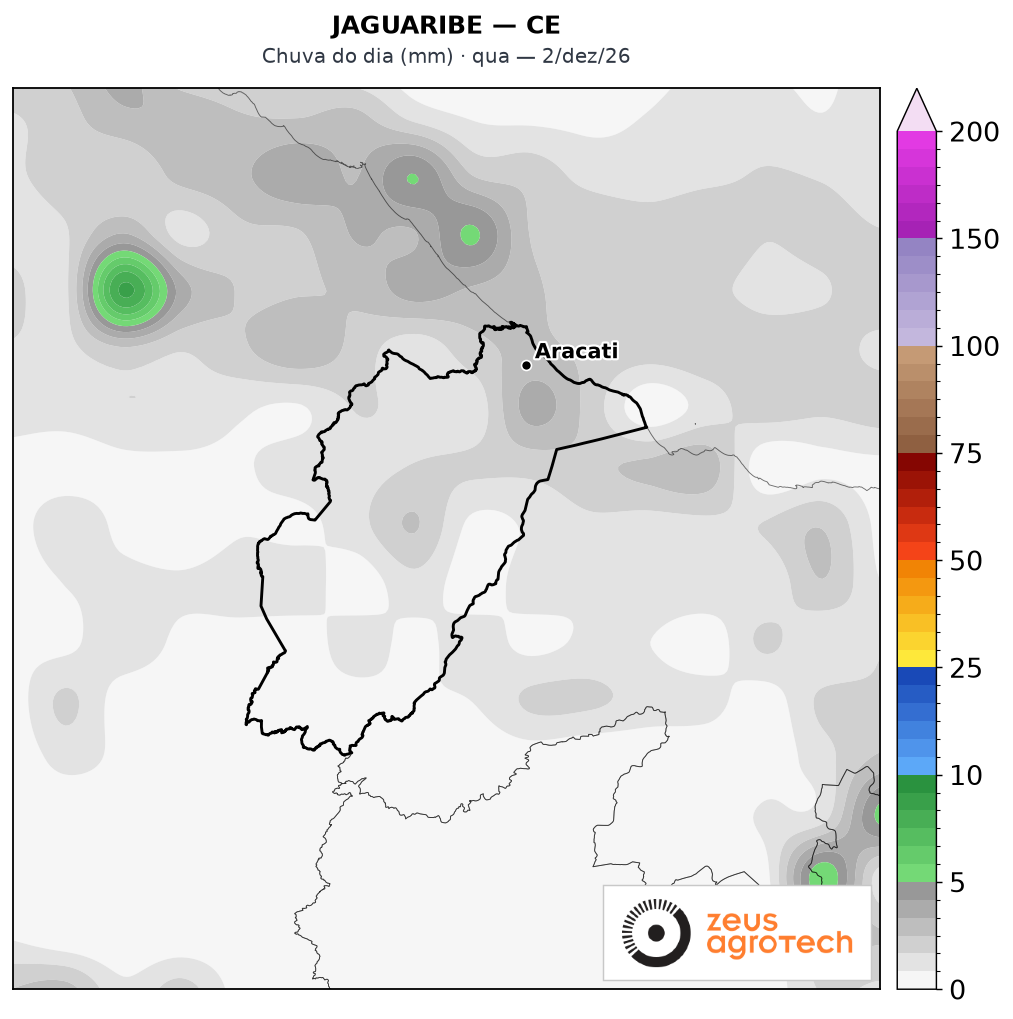 JAGUARIBE — CE
Chuva do dia (mm) · qua — 2/dez/26
Aracati
200
150
100
75
50
25
10
5
0
zeus
agrotech